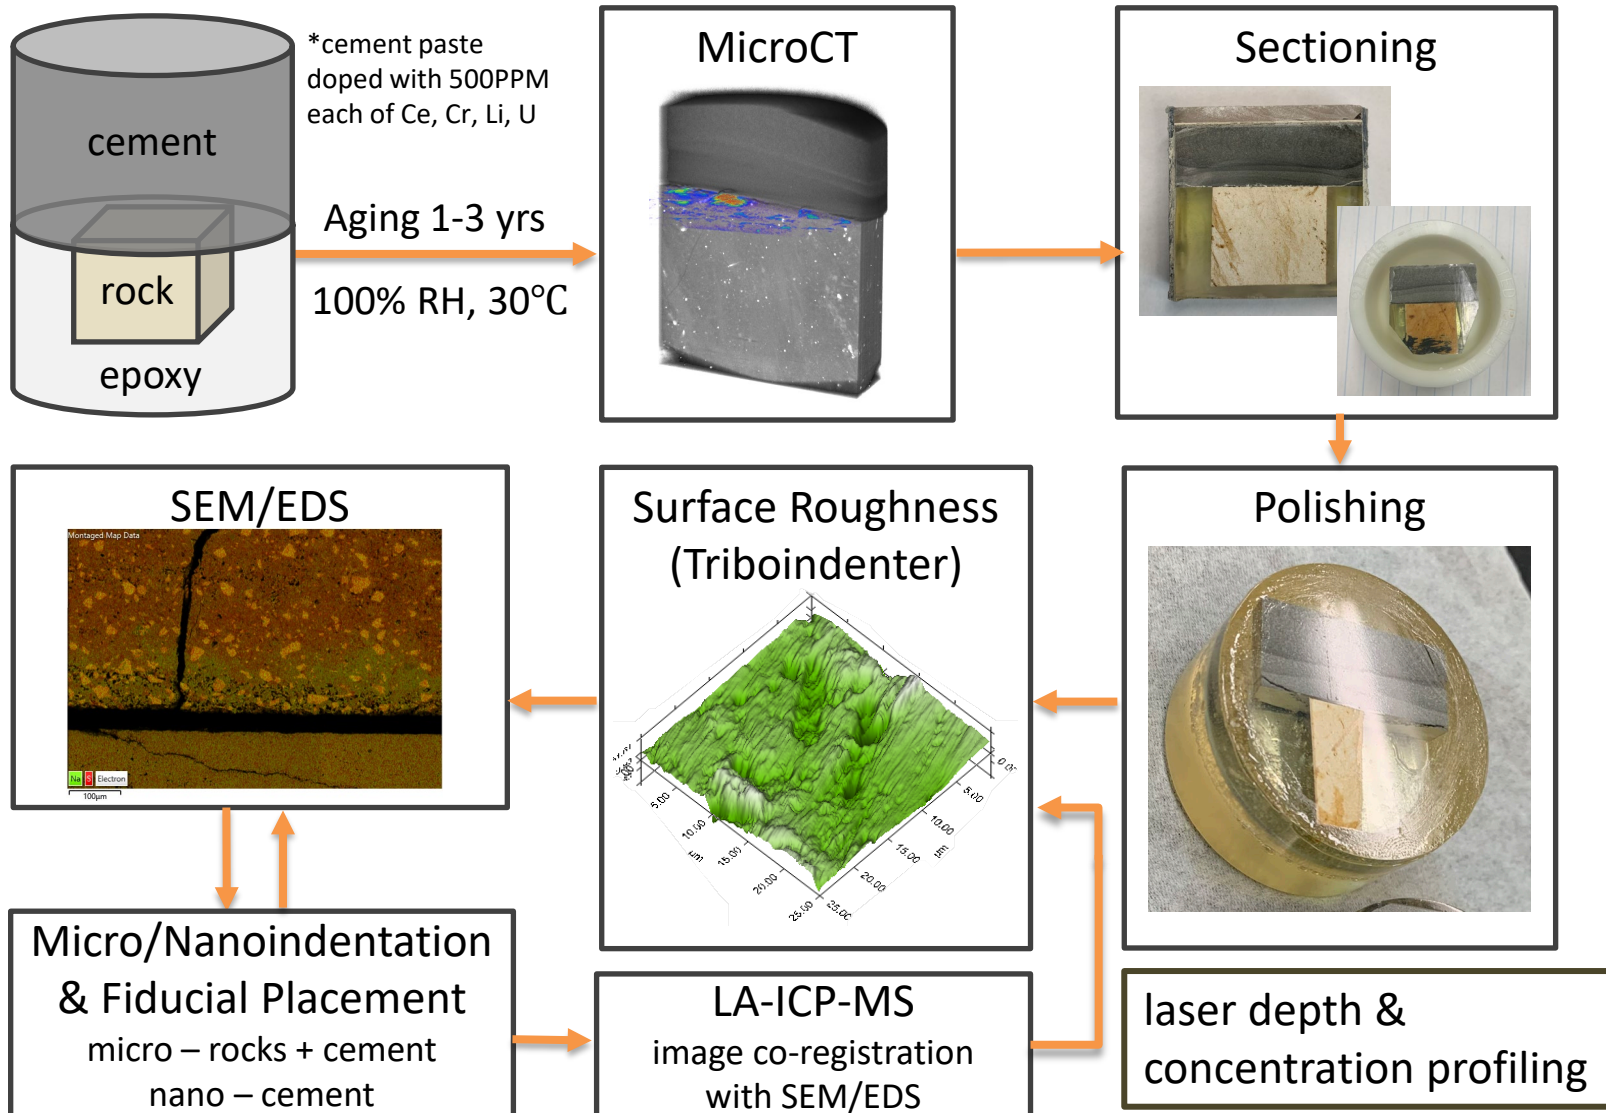 cement
rock
epoxy
*cement paste
doped with 500PPM
each of Ce, Cr, Li, U
Aging 1-3 yrs
100% RH, 30℃
MicroCT
Sectioning
Polishing
Surface Roughness
(Triboindenter)
5.00
10.00
15.00
20.00
25.00
μm
25.00
20.00
15.00
10.00
5.00
μm
SEM/EDS
Montaged Map Data
Na S Electron
100μm
Micro/Nanoindentation
& Fiducial Placement
micro – rocks + cement
nano – cement
LA-ICP-MS
image co-registration
with SEM/EDS
laser depth &
concentration profiling